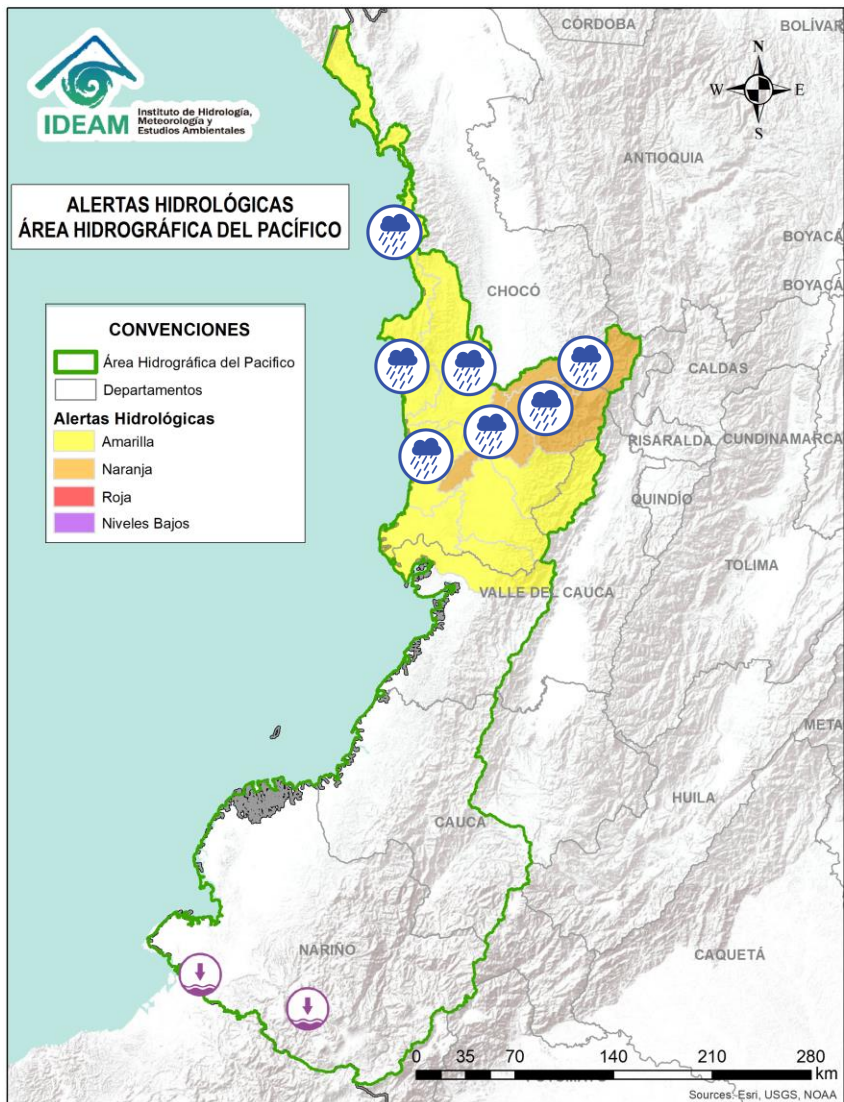 CÓRDOBA
BOLÍVAR
IDEAM
Instituto de Hidrología,
Meteorología y
Estudios Ambientales
N
W
E
S
ANTIOQUIA
ALERTAS HIDROLÓGICAS
ÁREA HIDROGRÁFICA DEL PACÍFICO
BOYACÁ
BOYACÁ
CHOCÓ
CONVENCIONES
Área Hidrográfica del Pacifico
Departamentos
Alertas Hidrológicas
Amarilla
Naranja
Roja
Niveles Bajos
CALDAS
RISARALDA
CUNDINAMARCA
QUINDÍO
TOLIMA
VALLE DEL CAUCA
META
HUILA
CAUCA
NARIÑO
CAQUETÁ
0 35 70 140 210 280
km
Sources: Esri, USGS, NOAA